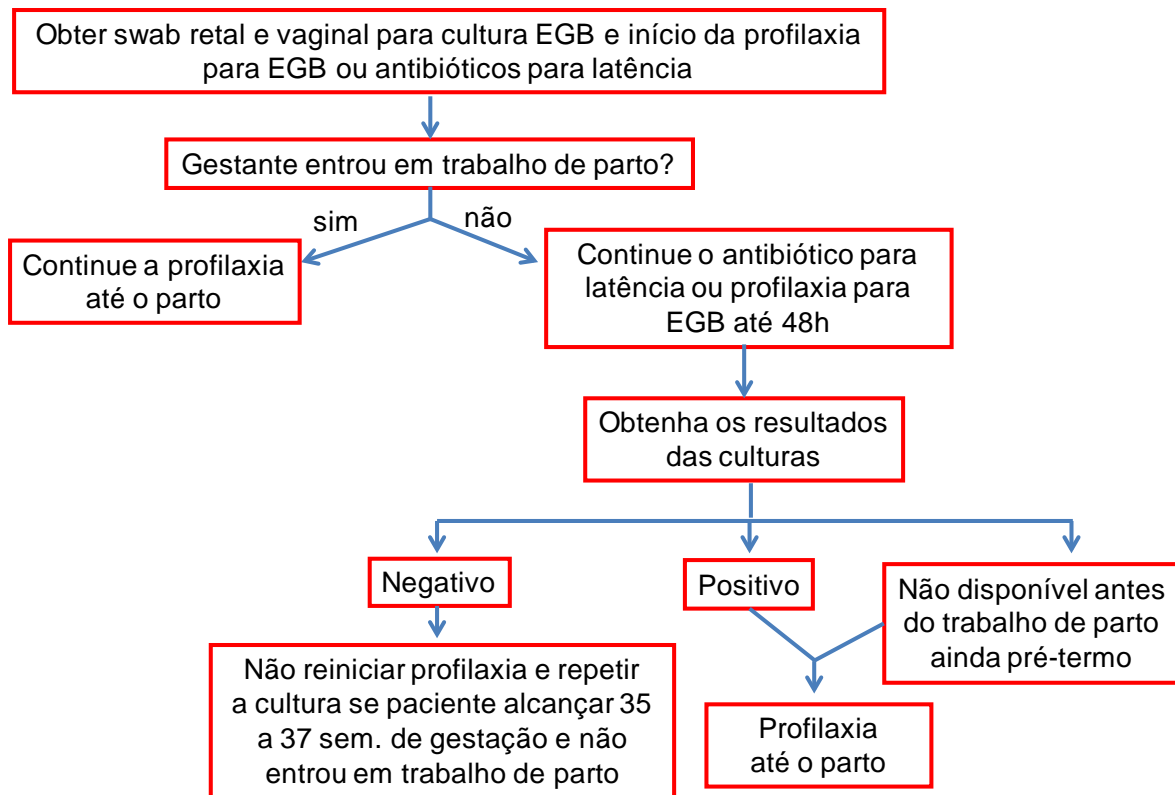 Obter swab retal e vaginal para cultura EGB e início da profilaxia
para EGB ou antibióticos para latência
Gestante entrou em trabalho de parto?
sim
não
Continue a profilaxia
até o parto
Continue o antibiótico para
latência ou profilaxia para
EGB até 48h
Obtenha os resultados
das culturas
Negativo
Positivo
Não disponível antes
do trabalho de parto
ainda pré-termo
Não reiniciar profilaxia e repetir
a cultura se paciente alcançar 35
a 37 sem. de gestação e não
entrou em trabalho de parto
Profilaxia
até o parto